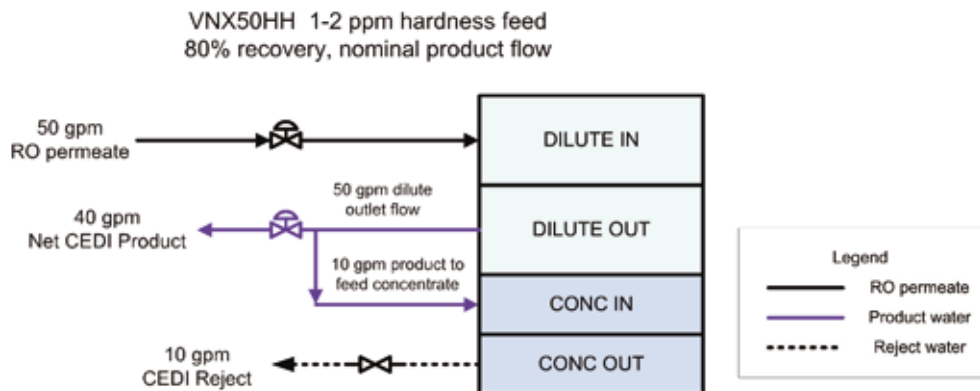 VNX50HH 1-2 ppm hardness feed
80% recovery, nominal product flow
50 gpm
RO permeate
DILUTE IN
50 gpm dilute
outlet flow
40 gpm
Net CEDI Product
DILUTE OUT
10 gpm product to
feed concentrate
CONC IN
10 gpm
CEDI Reject
CONC OUT
Legend
RO permeate
Product water
Reject water